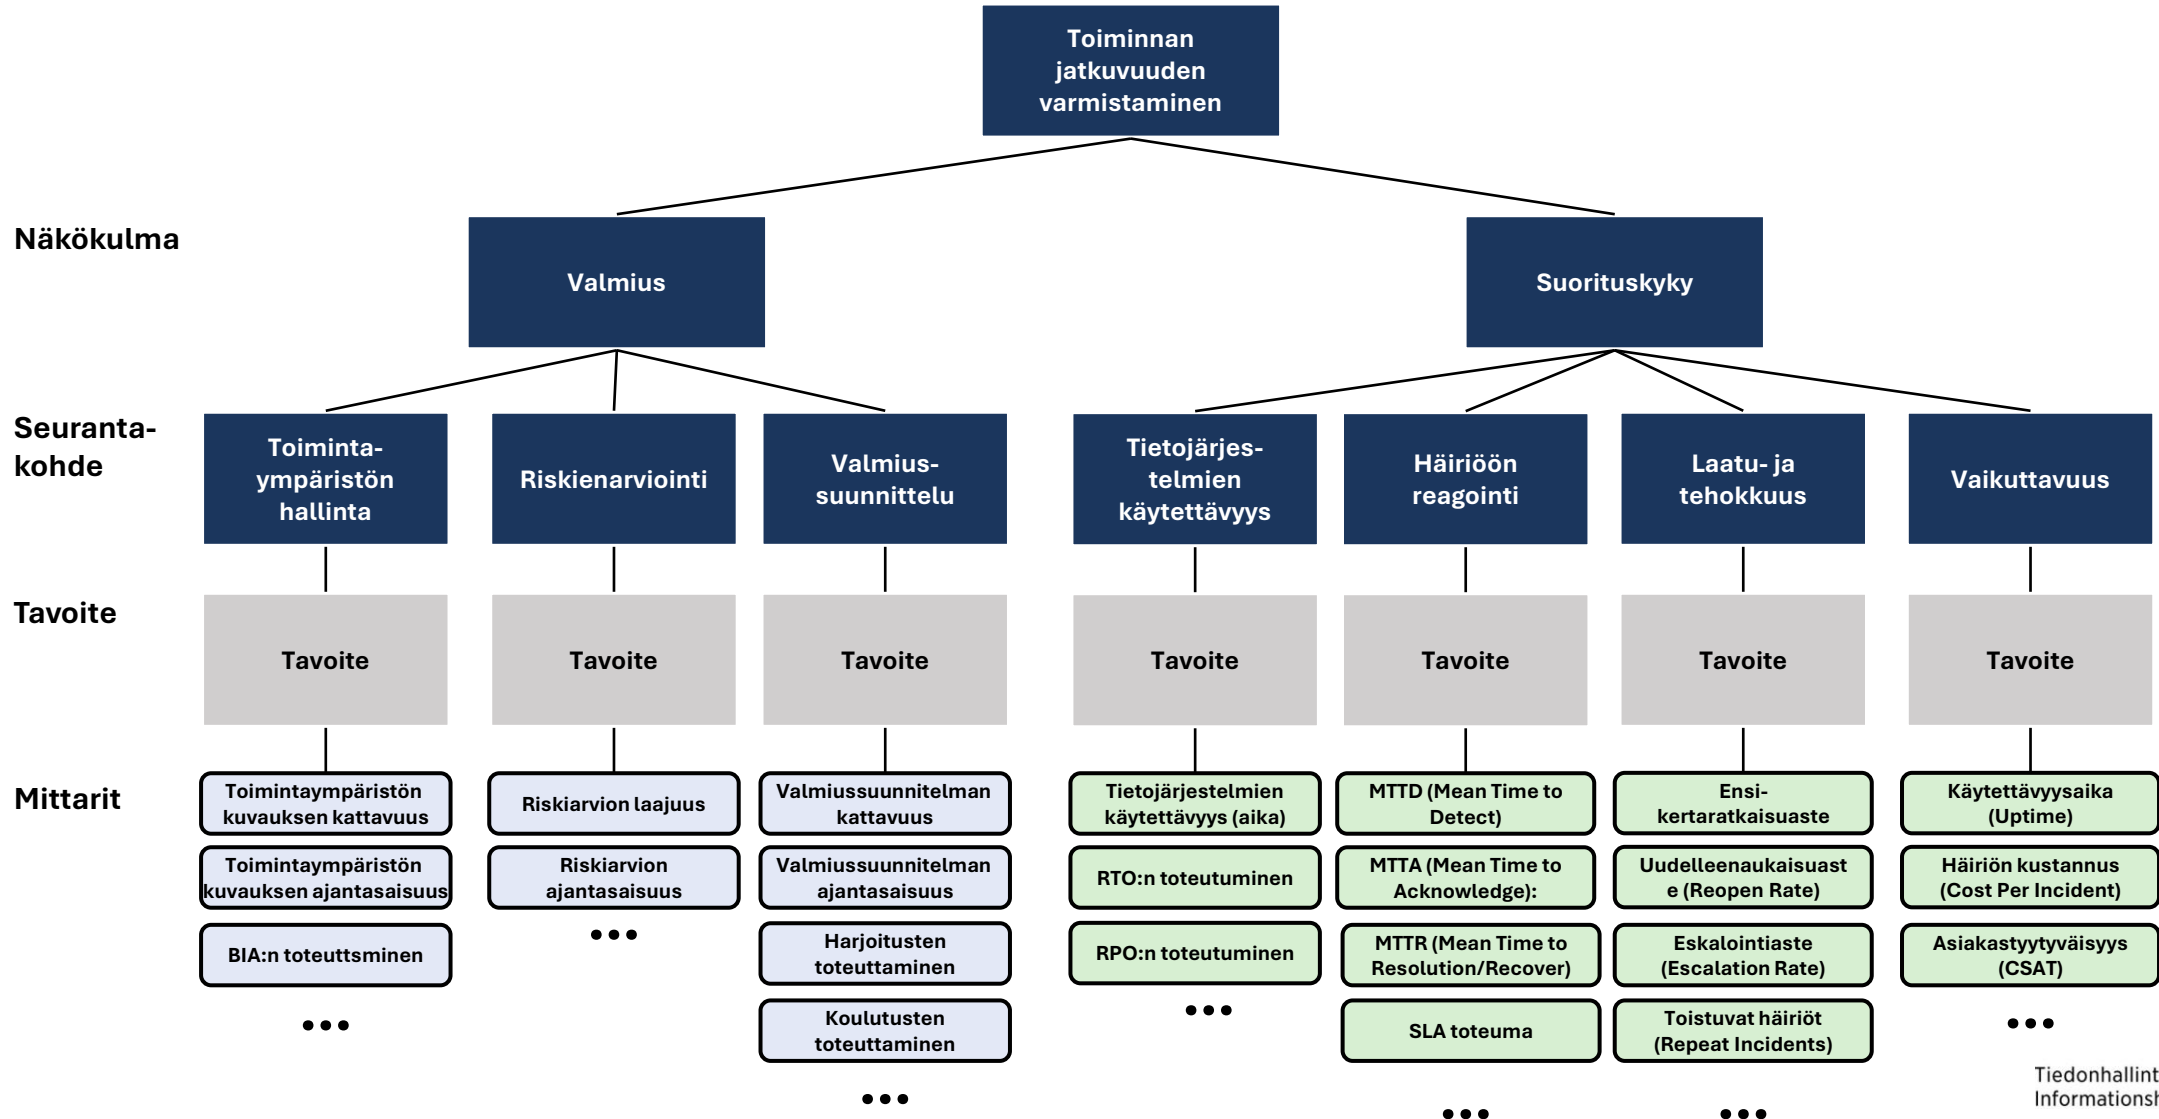 Toiminnan
jatkuvuuden
varmistaminen
Näkökulma
Valmius
Suorituskyky
Seuranta-
kohde
Toiminta-
ympäristön
hallinta
Riskienarviointi
Valmius-
suunnittelu
Tietojärjes-
telmien
käytettävyys
Häiriöön
reagointi
Laatu- ja
tehokkuus
Vaikuttavuus
Tavoite
Tavoite
Tavoite
Tavoite
Tavoite
Tavoite
Tavoite
Tavoite
Mittarit
Toimintaympäristön
kuvauksen kattavuus
Toimintaympäristön
kuvauksen ajantasaisuus
BIA:n toteuttsminen
...
Riskiarvion laajuus
Riskiarvion
ajantasaisuus
...
Valmiussuunnitelman
kattavuus
Valmiussuunnitelman
ajantasaisuus
Harjoitusten
toteuttaminen
Koulutusten
toteuttaminen
...
Tietojärjestelmien
käytettävyys (aika)
RTO:n toteutuminen
RPO:n toteutuminen
...
MTTD (Mean Time to
Detect)
MTTA (Mean Time to
Acknowledge):
MTTR (Mean Time to
Resolution/Recover)
SLA toteuma
...
Ensi-
kertaratkaisuaste
Uudelleenaukaisuast
e (Reopen Rate)
Eskalointiaste
(Escalation Rate)
Toistuvat häiriöt
(Repeat Incidents)
...
Käytettävyysaika
(Uptime)
Häiriön kustannus
(Cost Per Incident)
Asiakastyytyväisyys
(CSAT)
...
Tiedonhallint
Informationsh